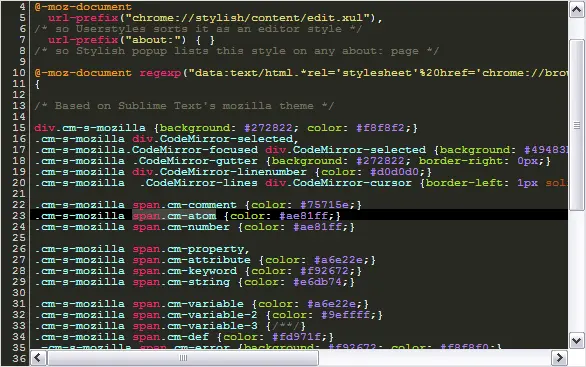 4 @-moz-document
5 url-prefix("chrome://stylish/content/edit.xul"),
6 /* so Userstyles sorts it as an editor style */
7 url-prefix("about:") { }
8 /* so Stylish popup lists this style on any about: page */
9
10 @-moz-document regexp("data:text/html.*rel='stylesheet'%20href='chrome://brow
11 {
12
13 /* Based on Sublime Text's mozilla theme */
14
15 div.cm-s-mozilla {background: #272822; color: #f8f8f2;}
16 .cm-s-mozilla div.CodeMirror-selected,
17 .cm-s-mozilla .CodeMirror-focused div.CodeMirror-selected {background: #49483
18 .cm-s-mozilla .CodeMirror-gutter {background: #272822; border-right: 0px;}
19 .cm-s-mozilla div.CodeMirror-linenumber {color: #d0d0d0;}
20 .cm-s-mozilla .CodeMirror-lines div.CodeMirror-cursor {border-left: 1px soli
21
22 .cm-s-mozilla span.cm-comment {color: #75715e;}
23 .cm-s-mozilla span.cm-atom {color: #ae81ff;}
24 .cm-s-mozilla span.cm-number {color: #ae81ff;}
25
26 .cm-s-mozilla span.cm-property,
27 .cm-s-mozilla span.cm-attribute {color: #a6e22e;}
28 .cm-s-mozilla span.cm-keyword {color: #f92672;}
29 .cm-s-mozilla span.cm-string {color: #e6db74;}
30
31 .cm-s-mozilla span.cm-variable {color: #a6e22e;}
32 .cm-s-mozilla span.cm-variable-2 {color: #9effff;}
33 .cm-s-mozilla span.cm-variable-3 {/**/}
34 .cm-s-mozilla span.cm-def {color: #fd971f;}
35 .cm-s-mozilla span.cm-error {background: #f92672; color: #f8f8f0;}
36